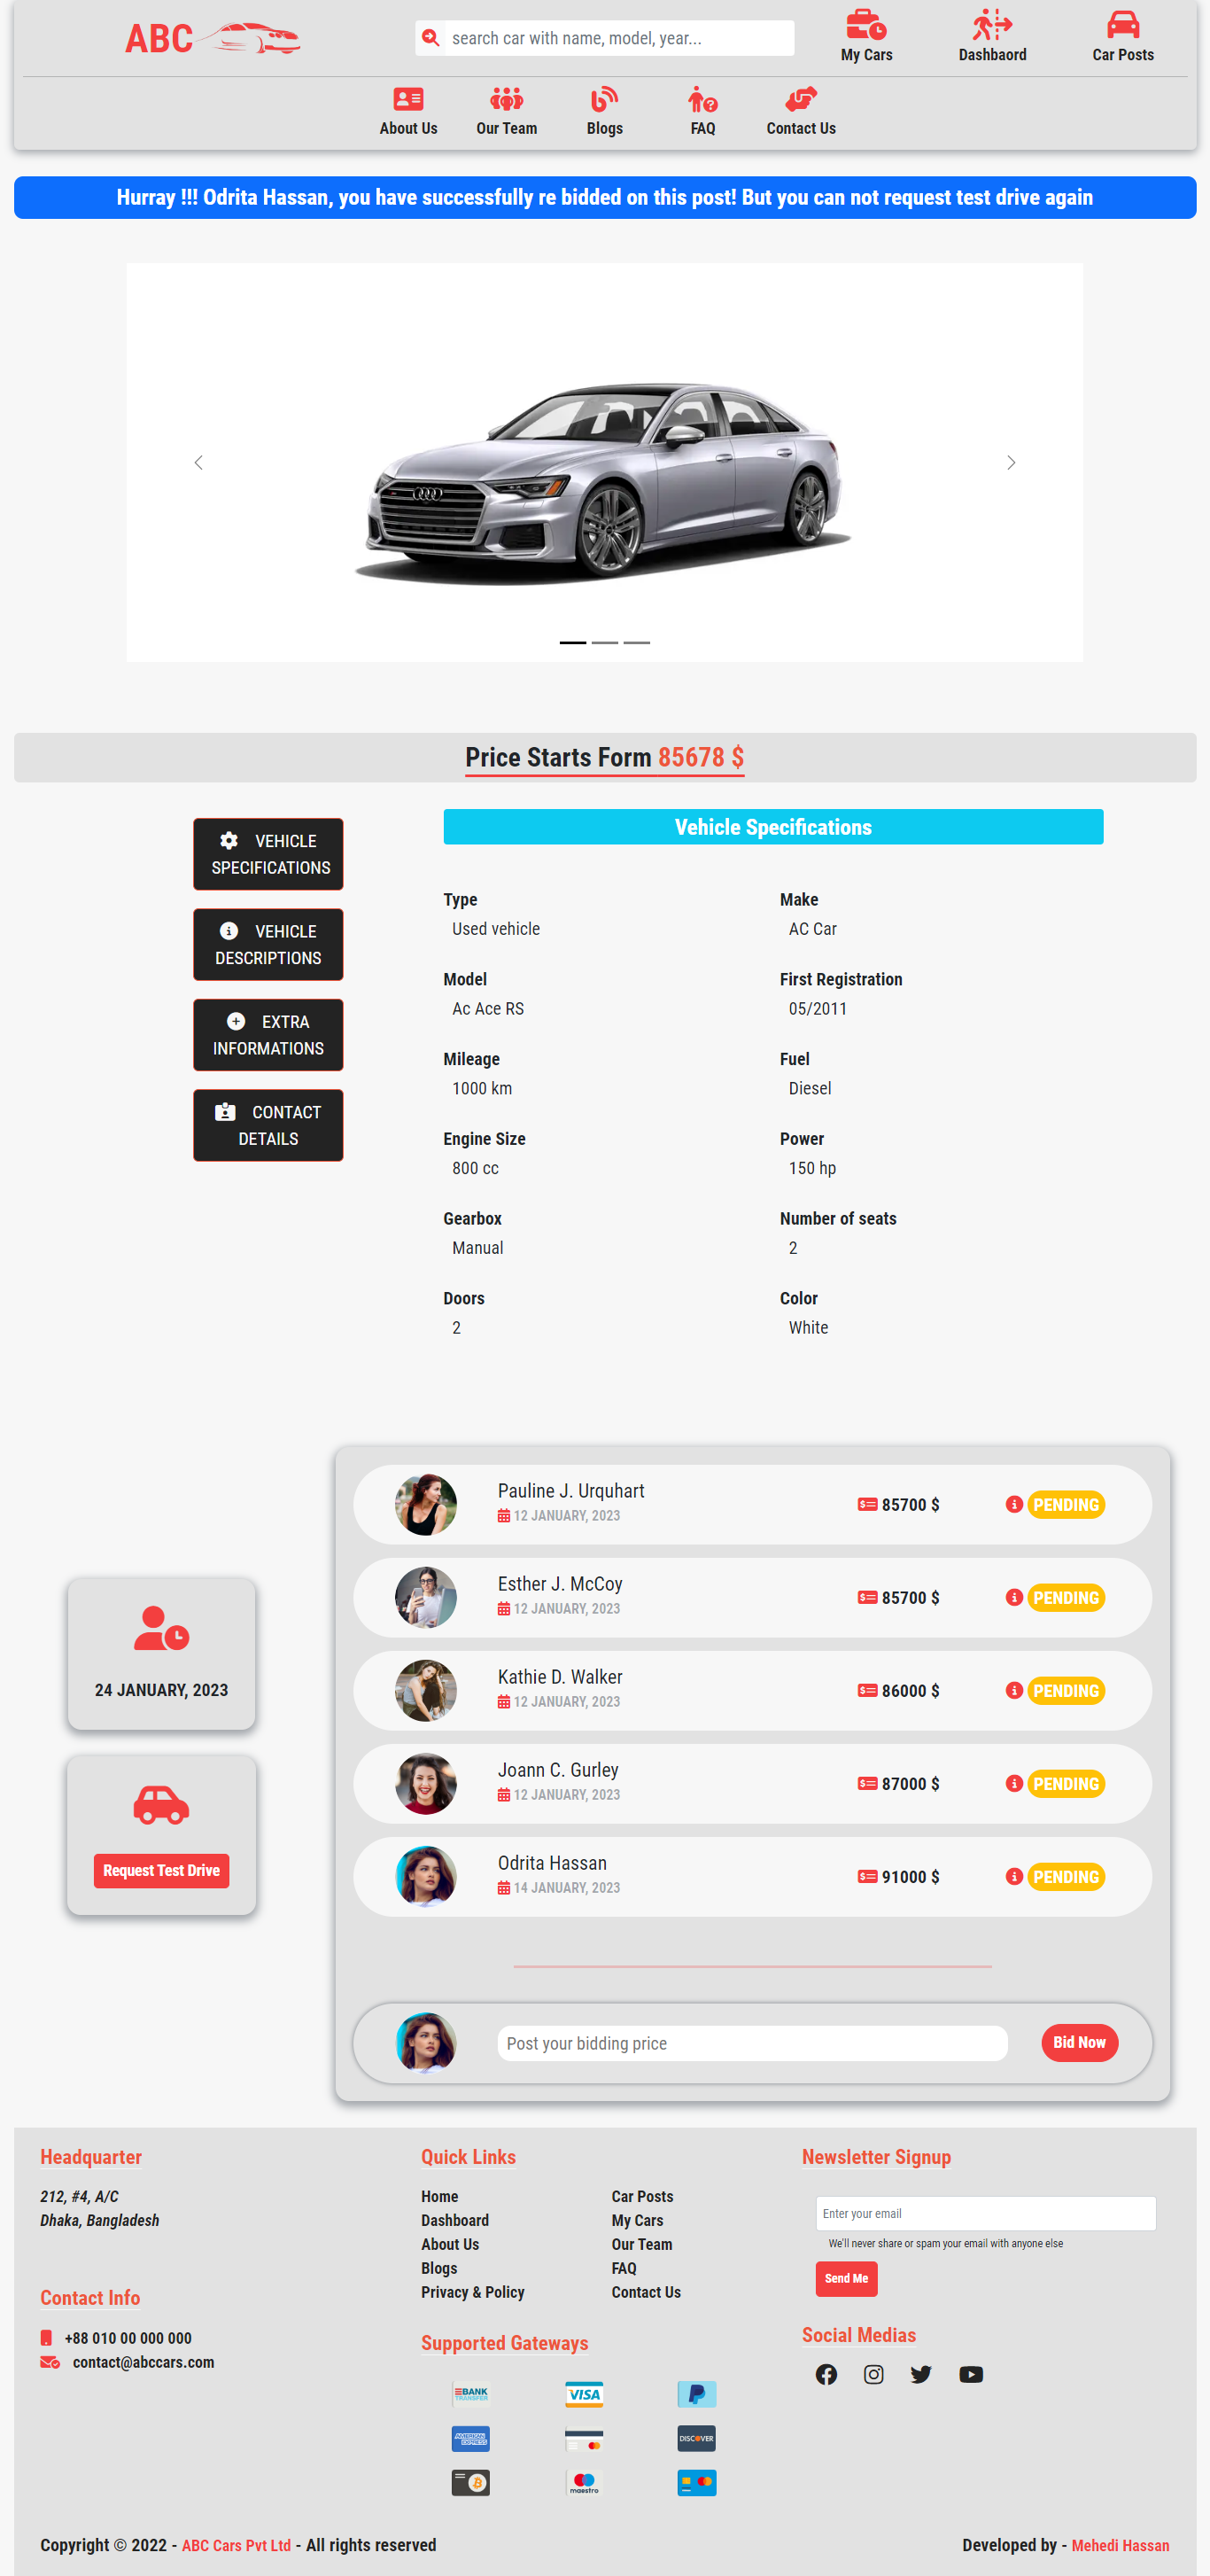 ABC
search car with name, model, year...
My Cars
Dashbaord
Car Posts
About Us
Our Team
Blogs
FAQ
Contact Us
Hurray !!! Odrita Hassan, you have successfully re bidded on this post! But you can not request test drive again
Price Starts Form 85678 $
VEHICLE
SPECIFICATIONS
VEHICLE
DESCRIPTIONS
EXTRA
INFORMATIONS
CONTACT
DETAILS
Vehicle Specifications
Type
Used vehicle
Make
AC Car
Model
Ac Ace RS
First Registration
05/2011
Mileage
1000 km
Fuel
Diesel
Engine Size
800 cc
Power
150 hp
Gearbox
Manual
Number of seats
2
Doors
2
Color
White
24 JANUARY, 2023
Request Test Drive
Pauline J. Urquhart
12 JANUARY, 2023
85700 $
PENDING
Esther J. McCoy
12 JANUARY, 2023
85700 $
PENDING
Kathie D. Walker
12 JANUARY, 2023
86000 $
PENDING
Joann C. Gurley
12 JANUARY, 2023
87000 $
PENDING
Odrita Hassan
14 JANUARY, 2023
91000 $
PENDING
Post your bidding price
Bid Now
Headquarter
212, #4, A/C
Dhaka, Bangladesh
Contact Info
+88 010 00 000 000
contact@abccars.com
Quick Links
Home
Dashboard
About Us
Blogs
Privacy & Policy
Car Posts
My Cars
Our Team
FAQ
Contact Us
Supported Gateways
BANK
TRANSFER
VISA
AMERICAN
EXPRESS
DISCOVER
maestro
Newsletter Signup
Enter your email
We'll never share or spam your email with anyone else
Send Me
Social Medias
Copyright © 2022 - ABC Cars Pvt Ltd - All rights reserved
Developed by - Mehedi Hassan